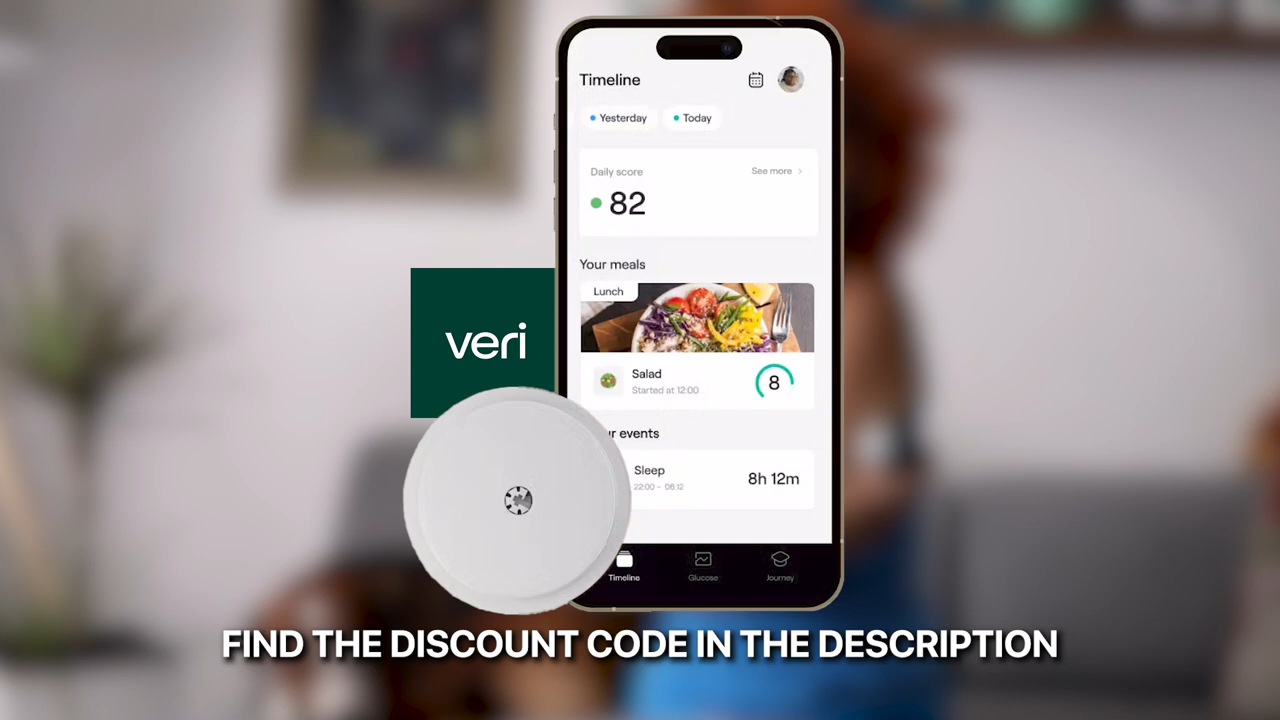 Timeline
Yesterday
Today
Daily score
See more >
82
Your meals
Lunch
veri
Salad
Started at 12:00
8
ur events
Sleep
22:00 – 06:12
8h 12m
Timeline
Glucose
Journey
FIND THE DISCOUNT CODE IN THE DESCRIPTION